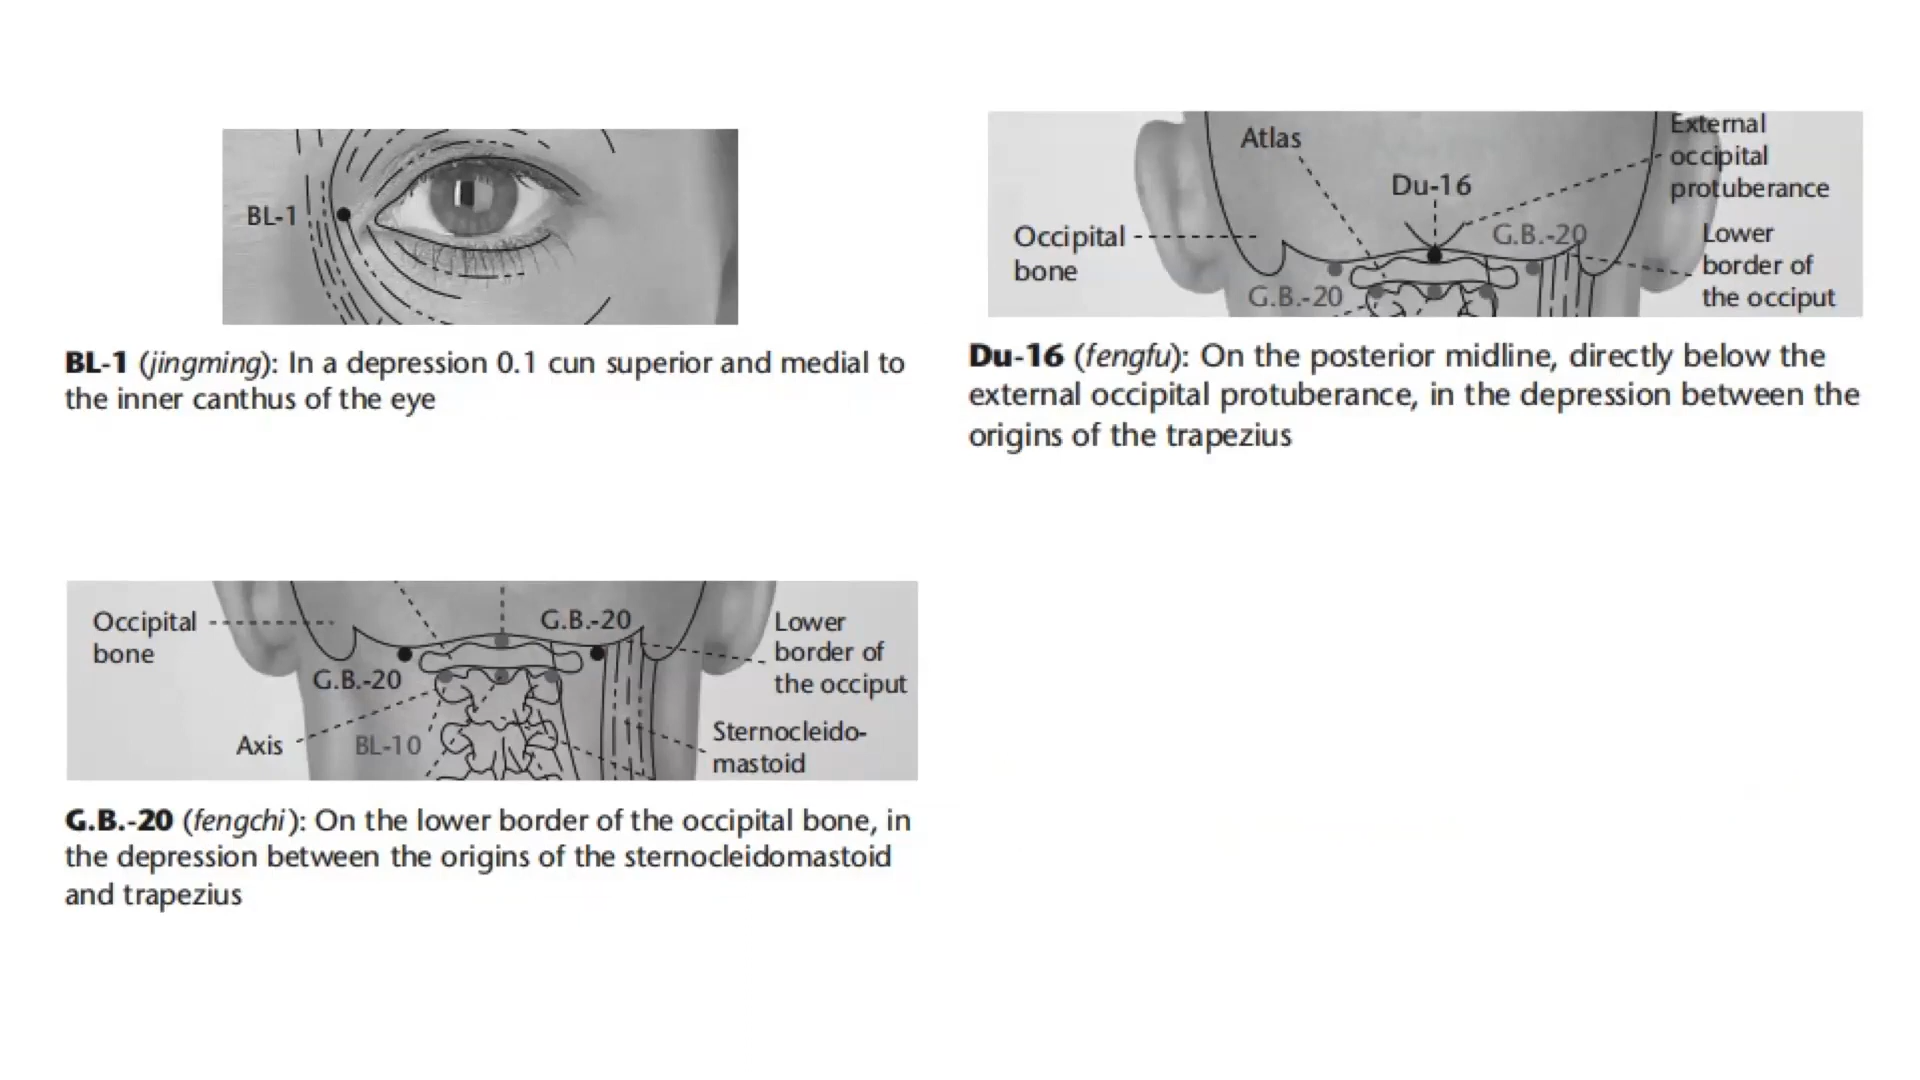 BL-1
BL-1 (jingming): In a depression 0.1 cun superior and medial to
the inner canthus of the eye
Atlas
Du-16
External
occipital
protuberance
Occipital
bone
G.B.-20
G.B.-20
Lower
border of
the occiput
Du-16 (fengfu): On the posterior midline, directly below the
external occipital protuberance, in the depression between the
origins of the trapezius
Occipital
bone
G.B.-20
G.B.-20
Lower
border of
the occiput
Axis
BL-10
Sternocleido-
mastoid
G.B.-20 (fengchi): On the lower border of the occipital bone, in
the depression between the origins of the sternocleidomastoid
and trapezius